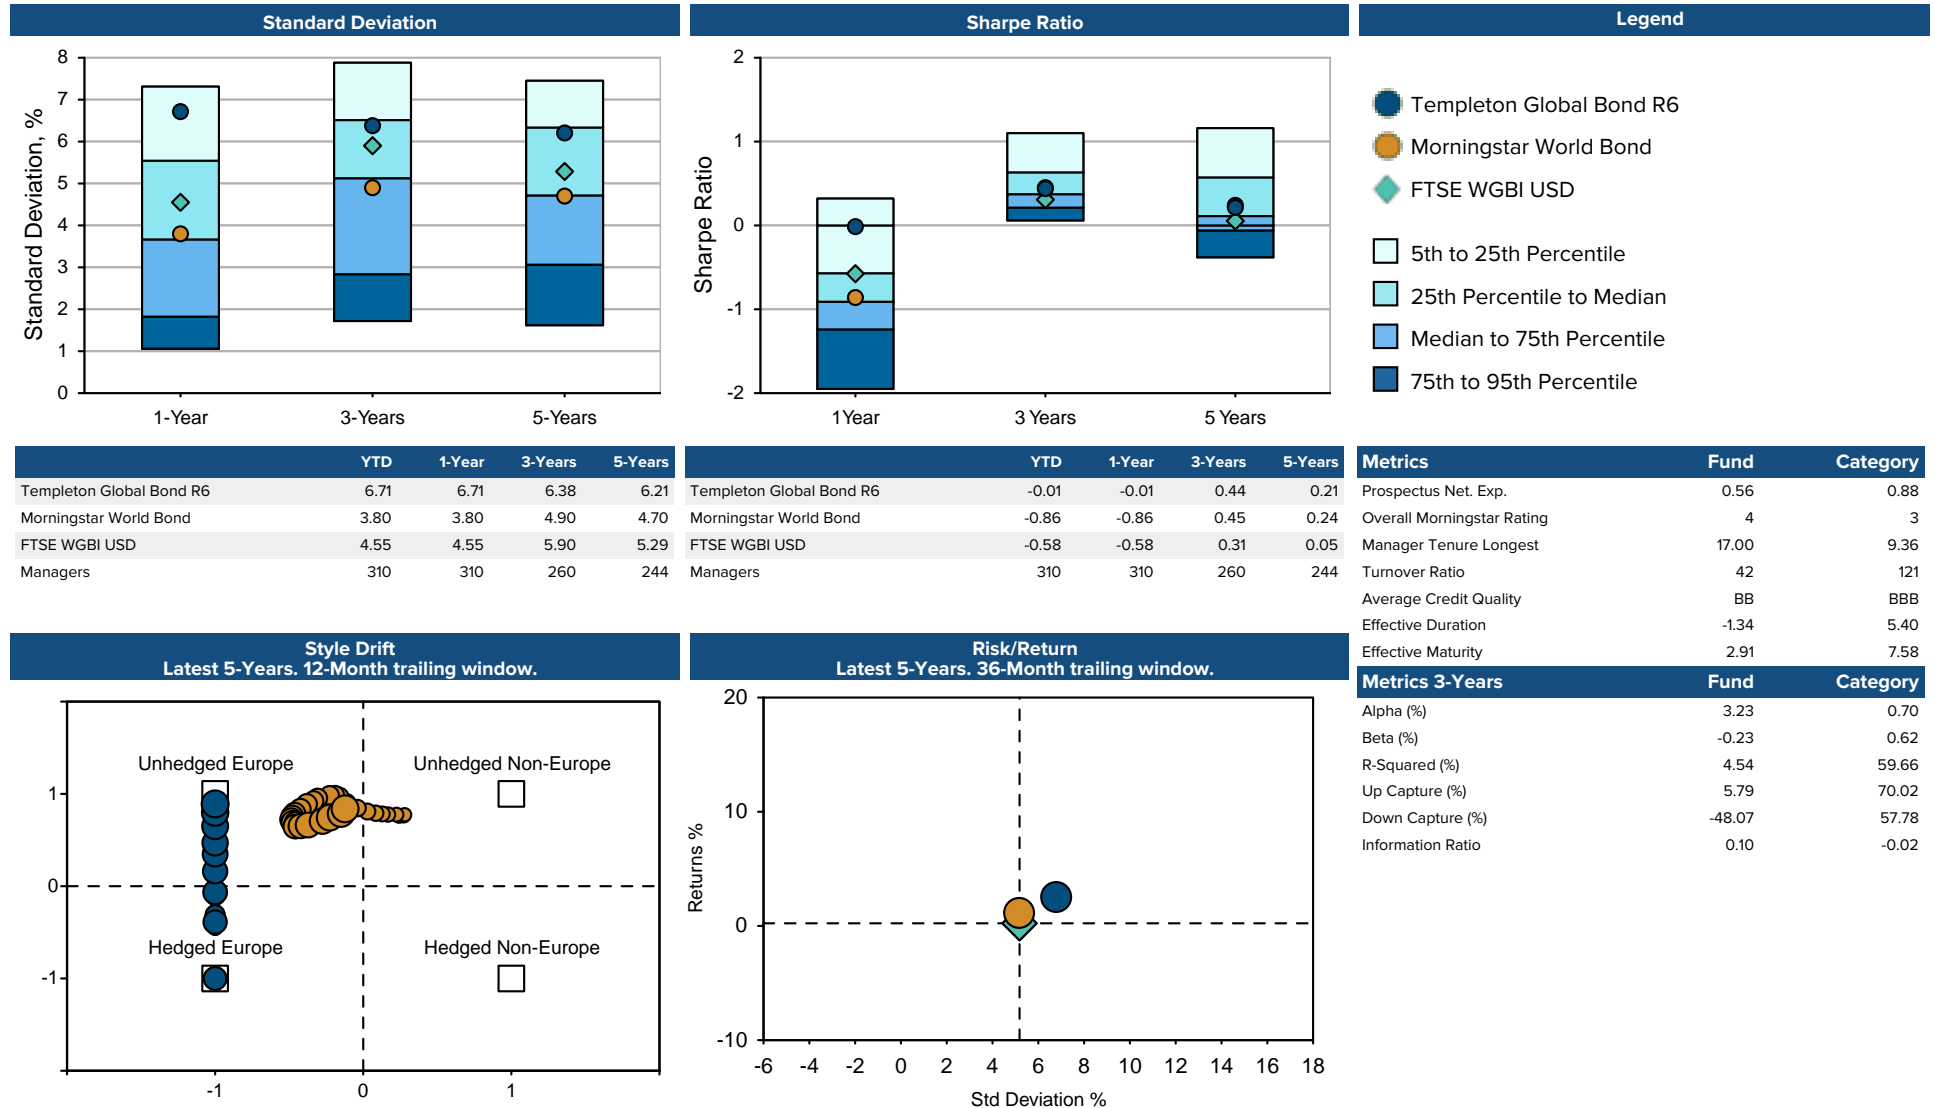 Standard Deviation
8
7
6
5
4
3
2
1
0
Standard Deviation, %
1-Year 3-Years 5-Years
Sharpe Ratio
2
1
0
-1
-2
Sharpe Ratio
1Year 3 Years 5 Years
Legend
Templeton Global Bond R6
Morningstar World Bond
FTSE WGBI USD
5th to 25th Percentile
25th Percentile to Median
Median to 75th Percentile
75th to 95th Percentile
YTD 1-Year 3-Years 5-Years
Templeton Global Bond R6 6.71 6.71 6.38 6.21
Morningstar World Bond 3.80 3.80 4.90 4.70
FTSE WGBI USD 4.55 4.55 5.90 5.29
Managers 310 310 260 244
YTD 1-Year 3-Years 5-Years
Templeton Global Bond R6 -0.01 -0.01 0.44 0.21
Morningstar World Bond -0.86 -0.86 0.45 0.24
FTSE WGBI USD -0.58 -0.58 0.31 0.05
Managers 310 310 260 244
Metrics Fund Category
Prospectus Net. Exp. 0.56 0.88
Overall Morningstar Rating 4 3
Manager Tenure Longest 17.00 9.36
Turnover Ratio 42 121
Average Credit Quality BB BBB
Effective Duration -1.34 5.40
Effective Maturity 2.91 7.58
Metrics 3-Years Fund Category
Alpha (%) 3.23 0.70
Beta (%) -0.23 0.62
R-Squared (%) 4.54 59.66
Up Capture (%) 5.79 70.02
Down Capture (%) -48.07 57.78
Information Ratio 0.10 -0.02
Style Drift
Latest 5-Years. 12-Month trailing window.
Unhedged Europe Unhedged Non-Europe
1
0
Hedged Europe Hedged Non-Europe
-1
-1 0 1
Risk/Return
Latest 5-Years. 36-Month trailing window.
20
10
0
-10
Returns %
-6 -4 -2 0 2 4 6 8 10 12 14 16 18
Std Deviation %